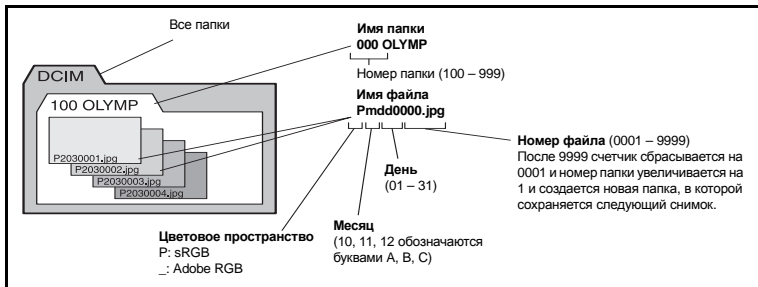 Все папки
Имя папки
000 OLYMP
Номер папки (100 – 999)
DCIM
100 OLYMP
P2030001.jpg
P2030002.jpg
P2030003.jpg
P2030004.jpg
Имя файла
Pmdd0000.jpg
Номер файла (0001 – 9999)
После 9999 счетчик сбрасывается на
0001 и номер папки увеличивается на
1 и создается новая папка, в которой
сохраняется следующий снимок.
День
(01 – 31)
Месяц
(10, 11, 12 обозначаются
буквами A, B, C)
Цветовое пространство
P: sRGB
_: Adobe RGB